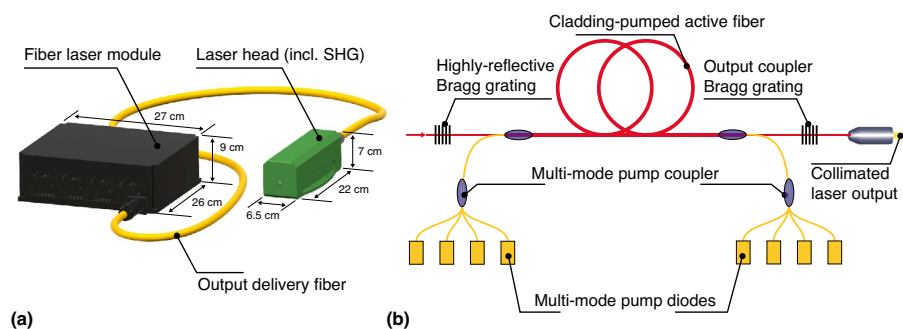 Fiber laser module
Laser head (incl. SHG)
27 cm
9 cm
26 cm
7 cm
22 cm
6.5 cm
Output delivery fiber
(a)
Cladding-pumped active fiber
Highly-reflective
Bragg grating
Output coupler
Bragg grating
Multi-mode pump coupler
Collimated
laser output
Multi-mode pump diodes
(b)